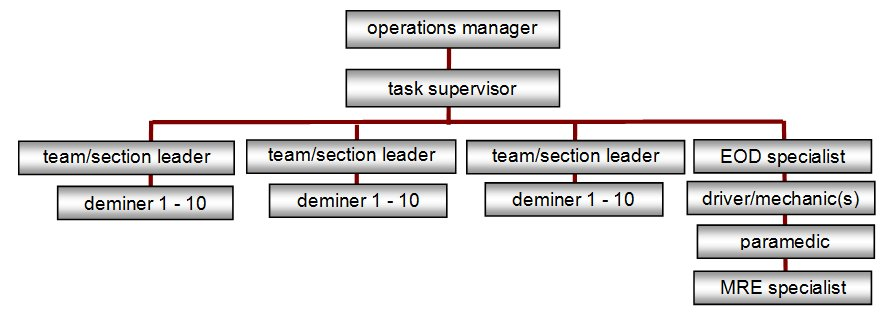 operations manager
task supervisor
team/section leader
team/section leader
team/section leader
EOD specialist
deminer 1 - 10
deminer 1 - 10
deminer 1 - 10
driver/mechanic(s)
paramedic
MRE specialist